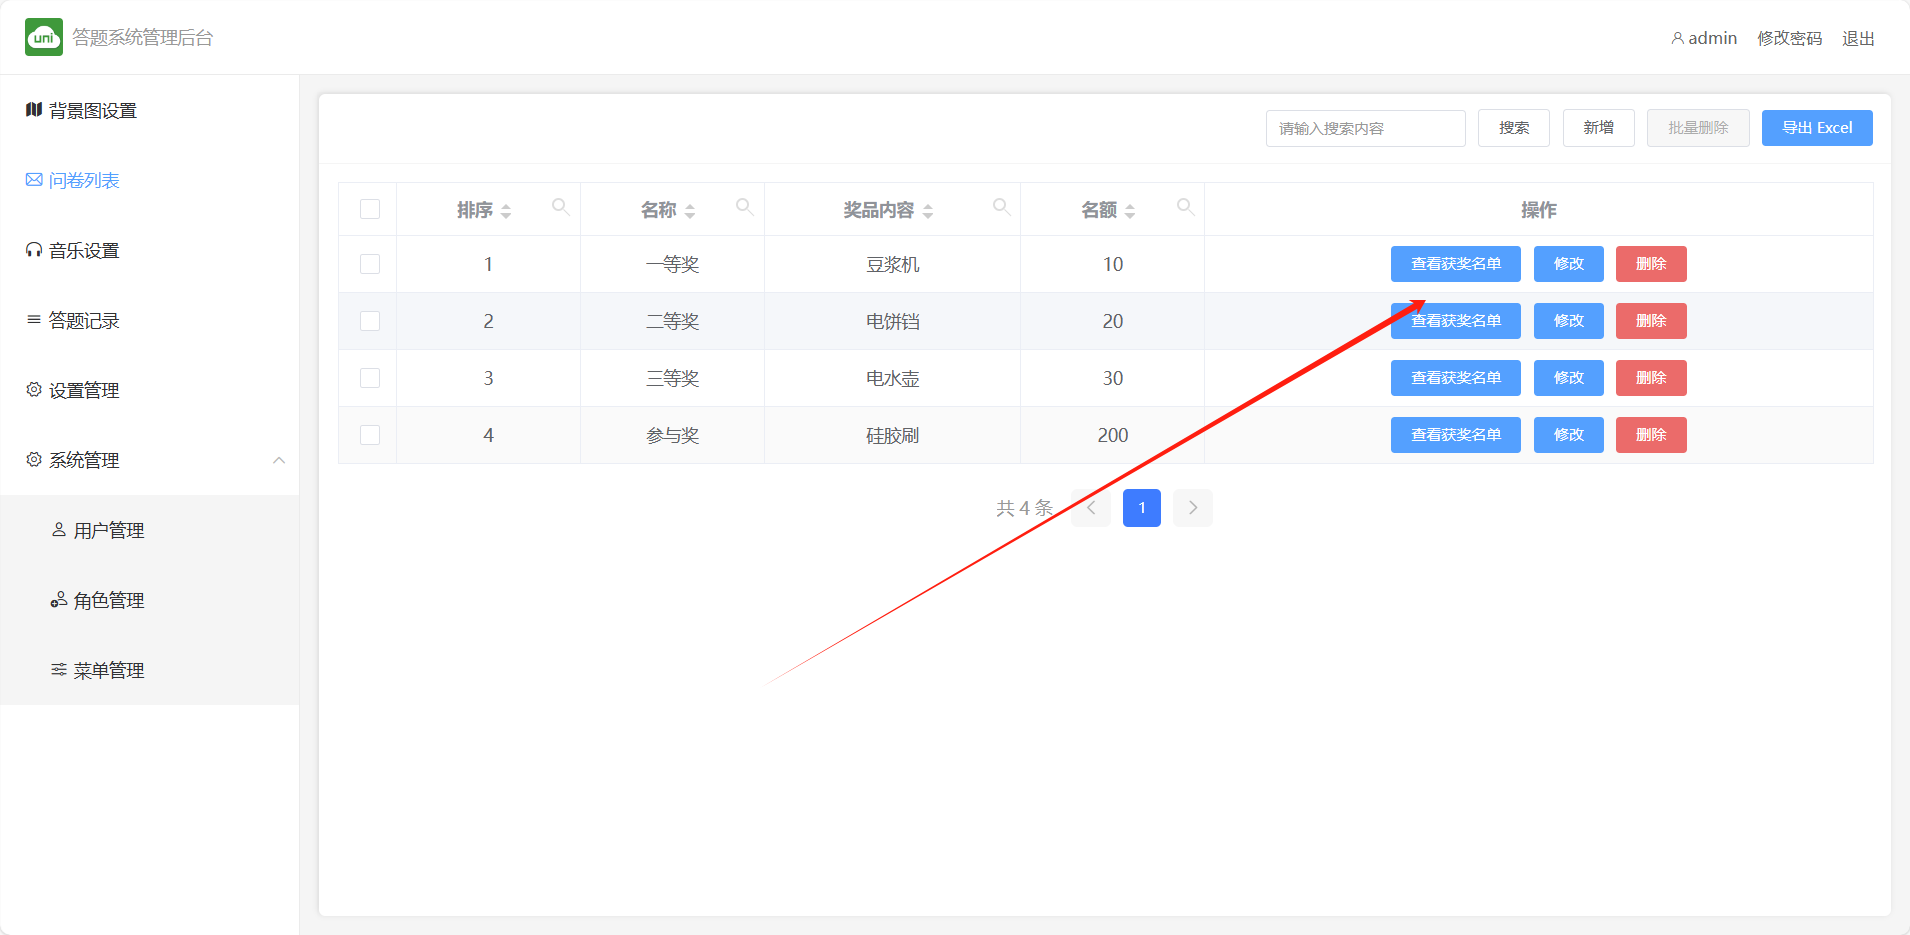 uni 答题系统管理后台
admin 修改密码 退出
背景图设置
问卷列表
音乐设置
答题记录
设置管理
系统管理
用户管理
角色管理
菜单管理
请输入搜索内容 搜索 新增 批量删除 导出 Excel
排序 名称 奖品内容 名额 操作
1 一等奖 豆浆机 10 查看获奖名单 修改 删除
2 二等奖 电饼铛 20 查看获奖名单 修改 删除
3 三等奖 电水壶 30 查看获奖名单 修改 删除
4 参与奖 硅胶刷 200 查看获奖名单 修改 删除
共 4 条 1